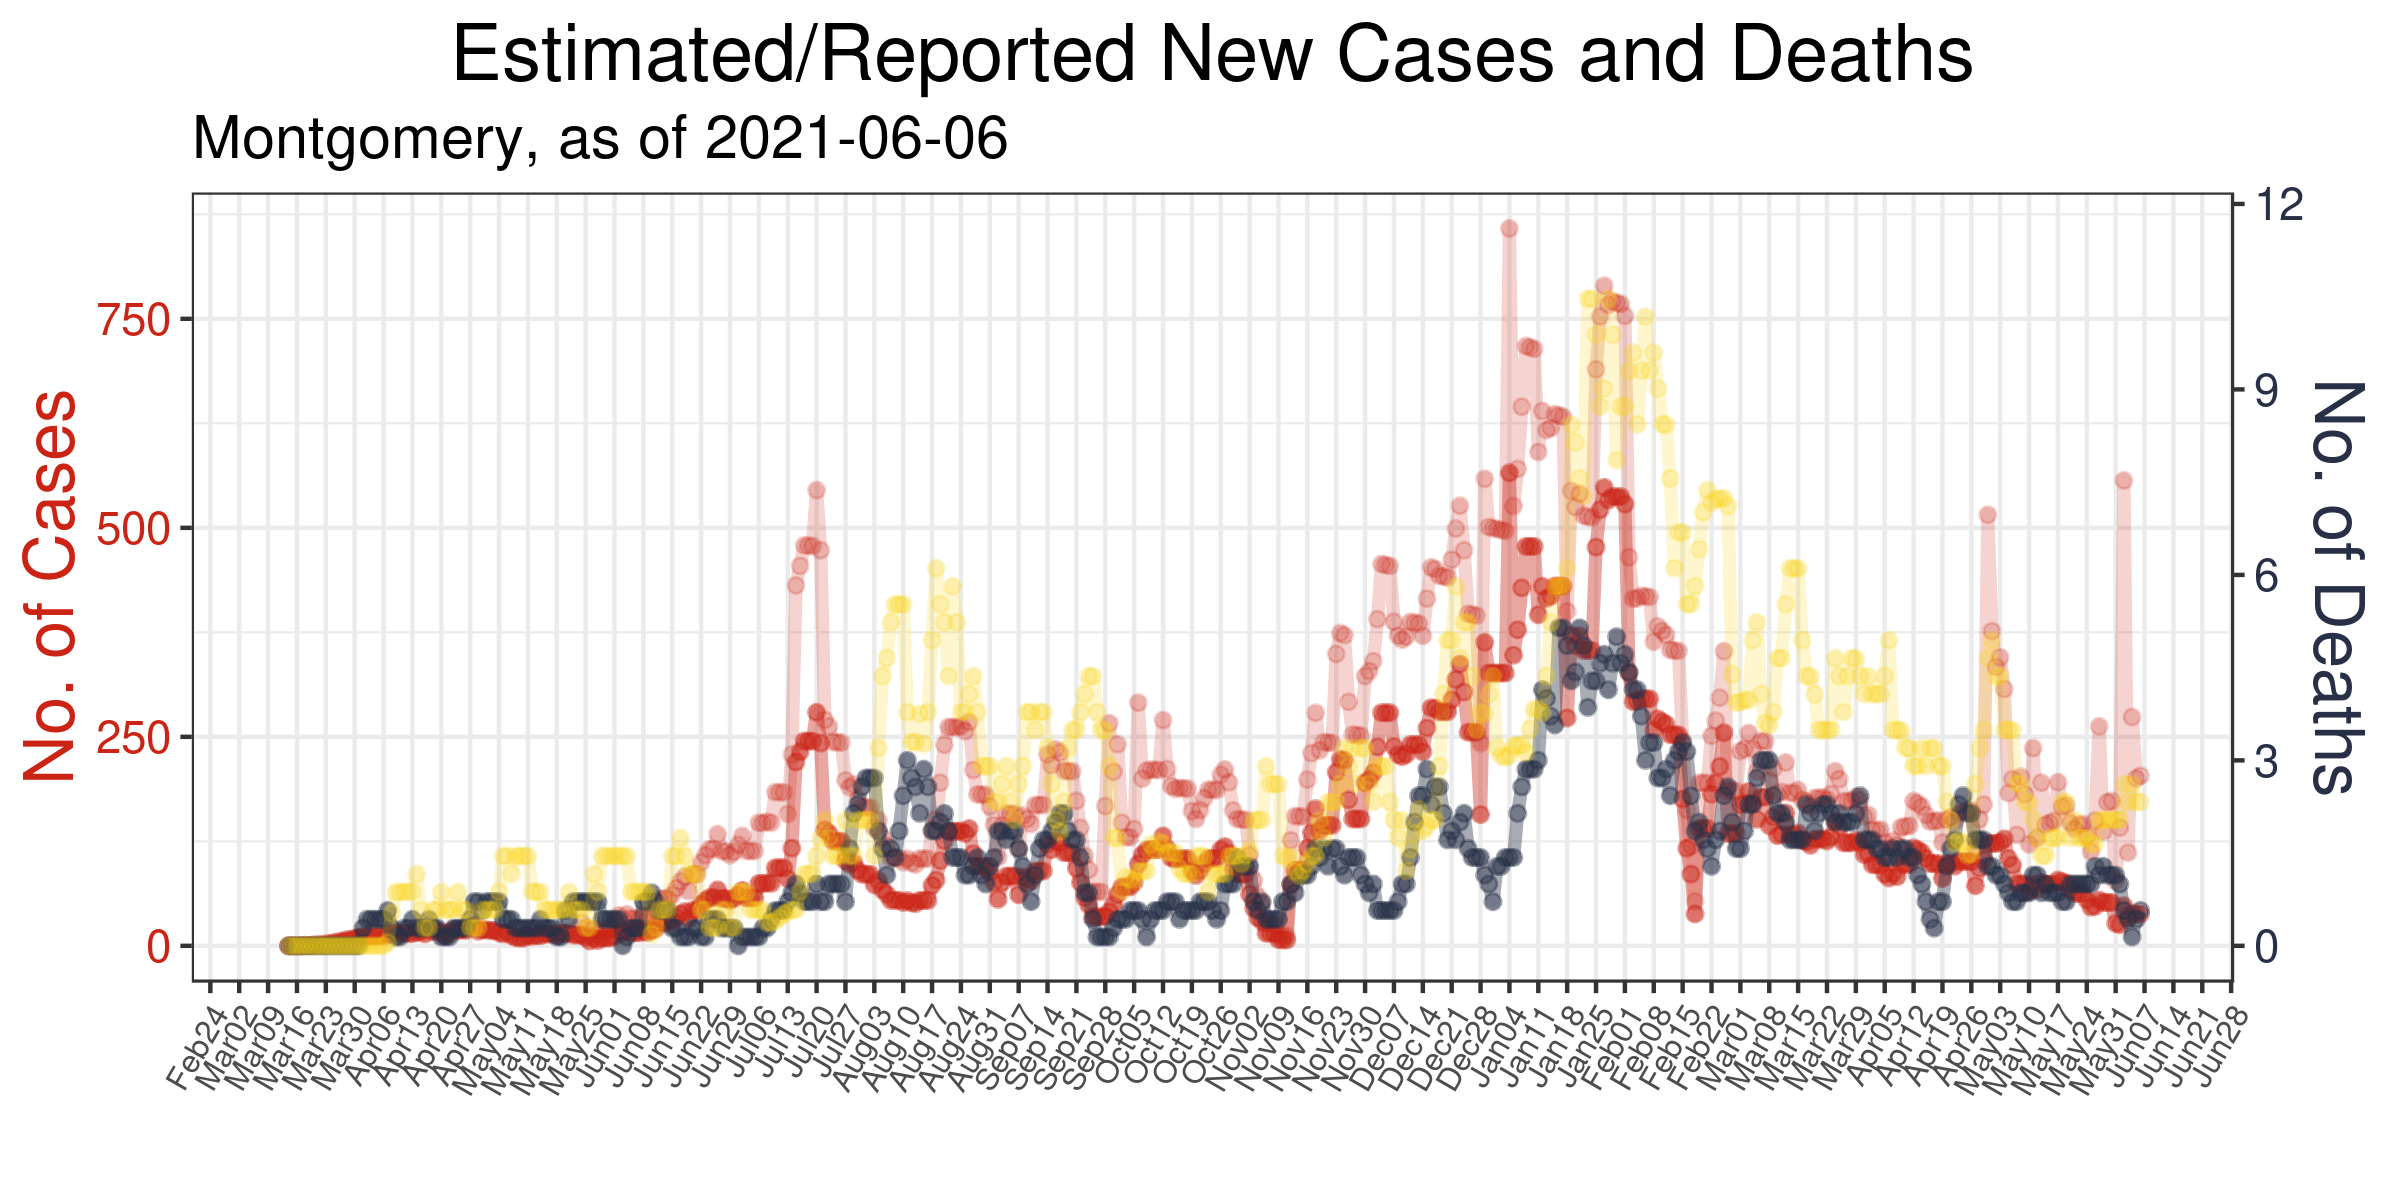 Estimated/Reported New Cases and Deaths
Montgomery, as of 2021-06-06
No. of Cases
750
500
250
0
12
9
6
3
0
No. of Deaths
Feb24 Mar02 Mar09 Mar16 Mar23 Mar30 Apr06 Apr13 Apr20 Apr27 May04 May11 May18 May25 Jun01 Jun08 Jun15 Jun22 Jun29 Jul06 Jul13 Jul20 Jul27 Aug03 Aug10 Aug17 Aug24 Aug31 Sep07 Sep14 Sep21 Sep28 Oct05 Oct12 Oct19 Oct26 Nov02 Nov09 Nov16 Nov23 Nov30 Dec07 Dec14 Dec21 Dec28 Jan04 Jan11 Jan18 Jan25 Feb01 Feb08 Feb15 Feb22 Mar01 Mar08 Mar15 Mar22 Mar29 Apr05 Apr12 Apr19 Apr26 May03 May10 May17 May24 May31 Jun07 Jun14 Jun21 Jun28